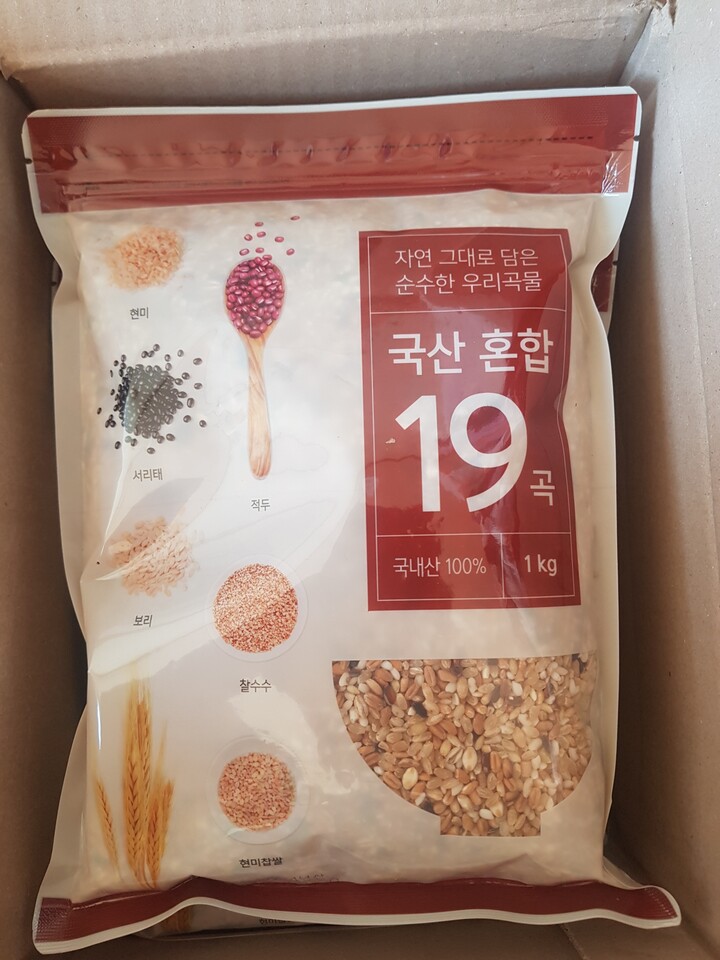 자연 그대로 담은
순수한 우리곡물
국산 혼합
19곡
국내산 100%
1 kg
현미
서리태
적두
보리
찰수수
현미찹쌀